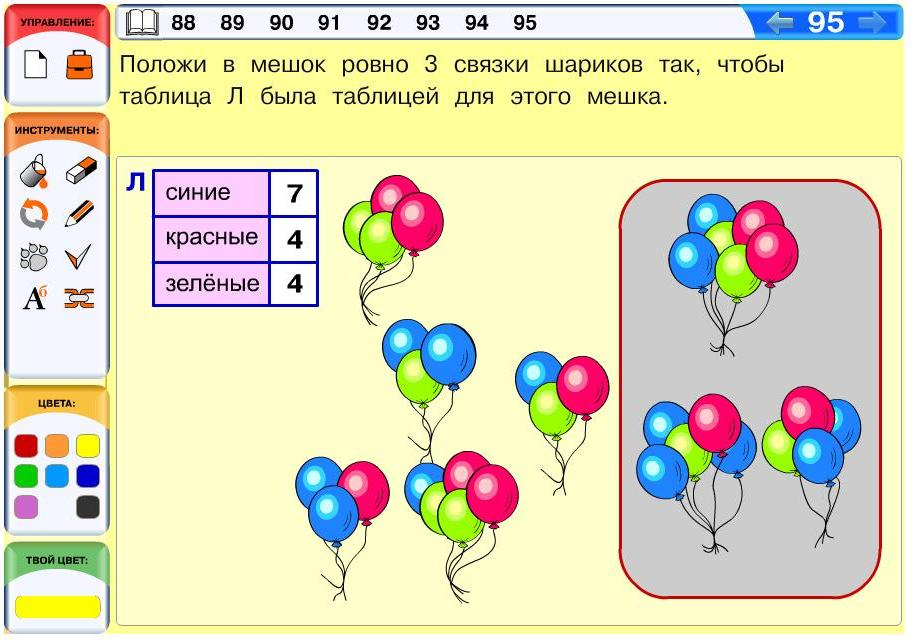 УПРАВЛЕНИЕ:
88 89 90 91 92 93 94 95
95
Положи в мешок ровно 3 связки шариков так, чтобы
таблица Л была таблицей для этого мешка.
ИНСТРУМЕНТЫ:
Аб
Л
синие 7
красные 4
зелёные 4
ЦВЕТА:
ТВОЙ ЦВЕТ: